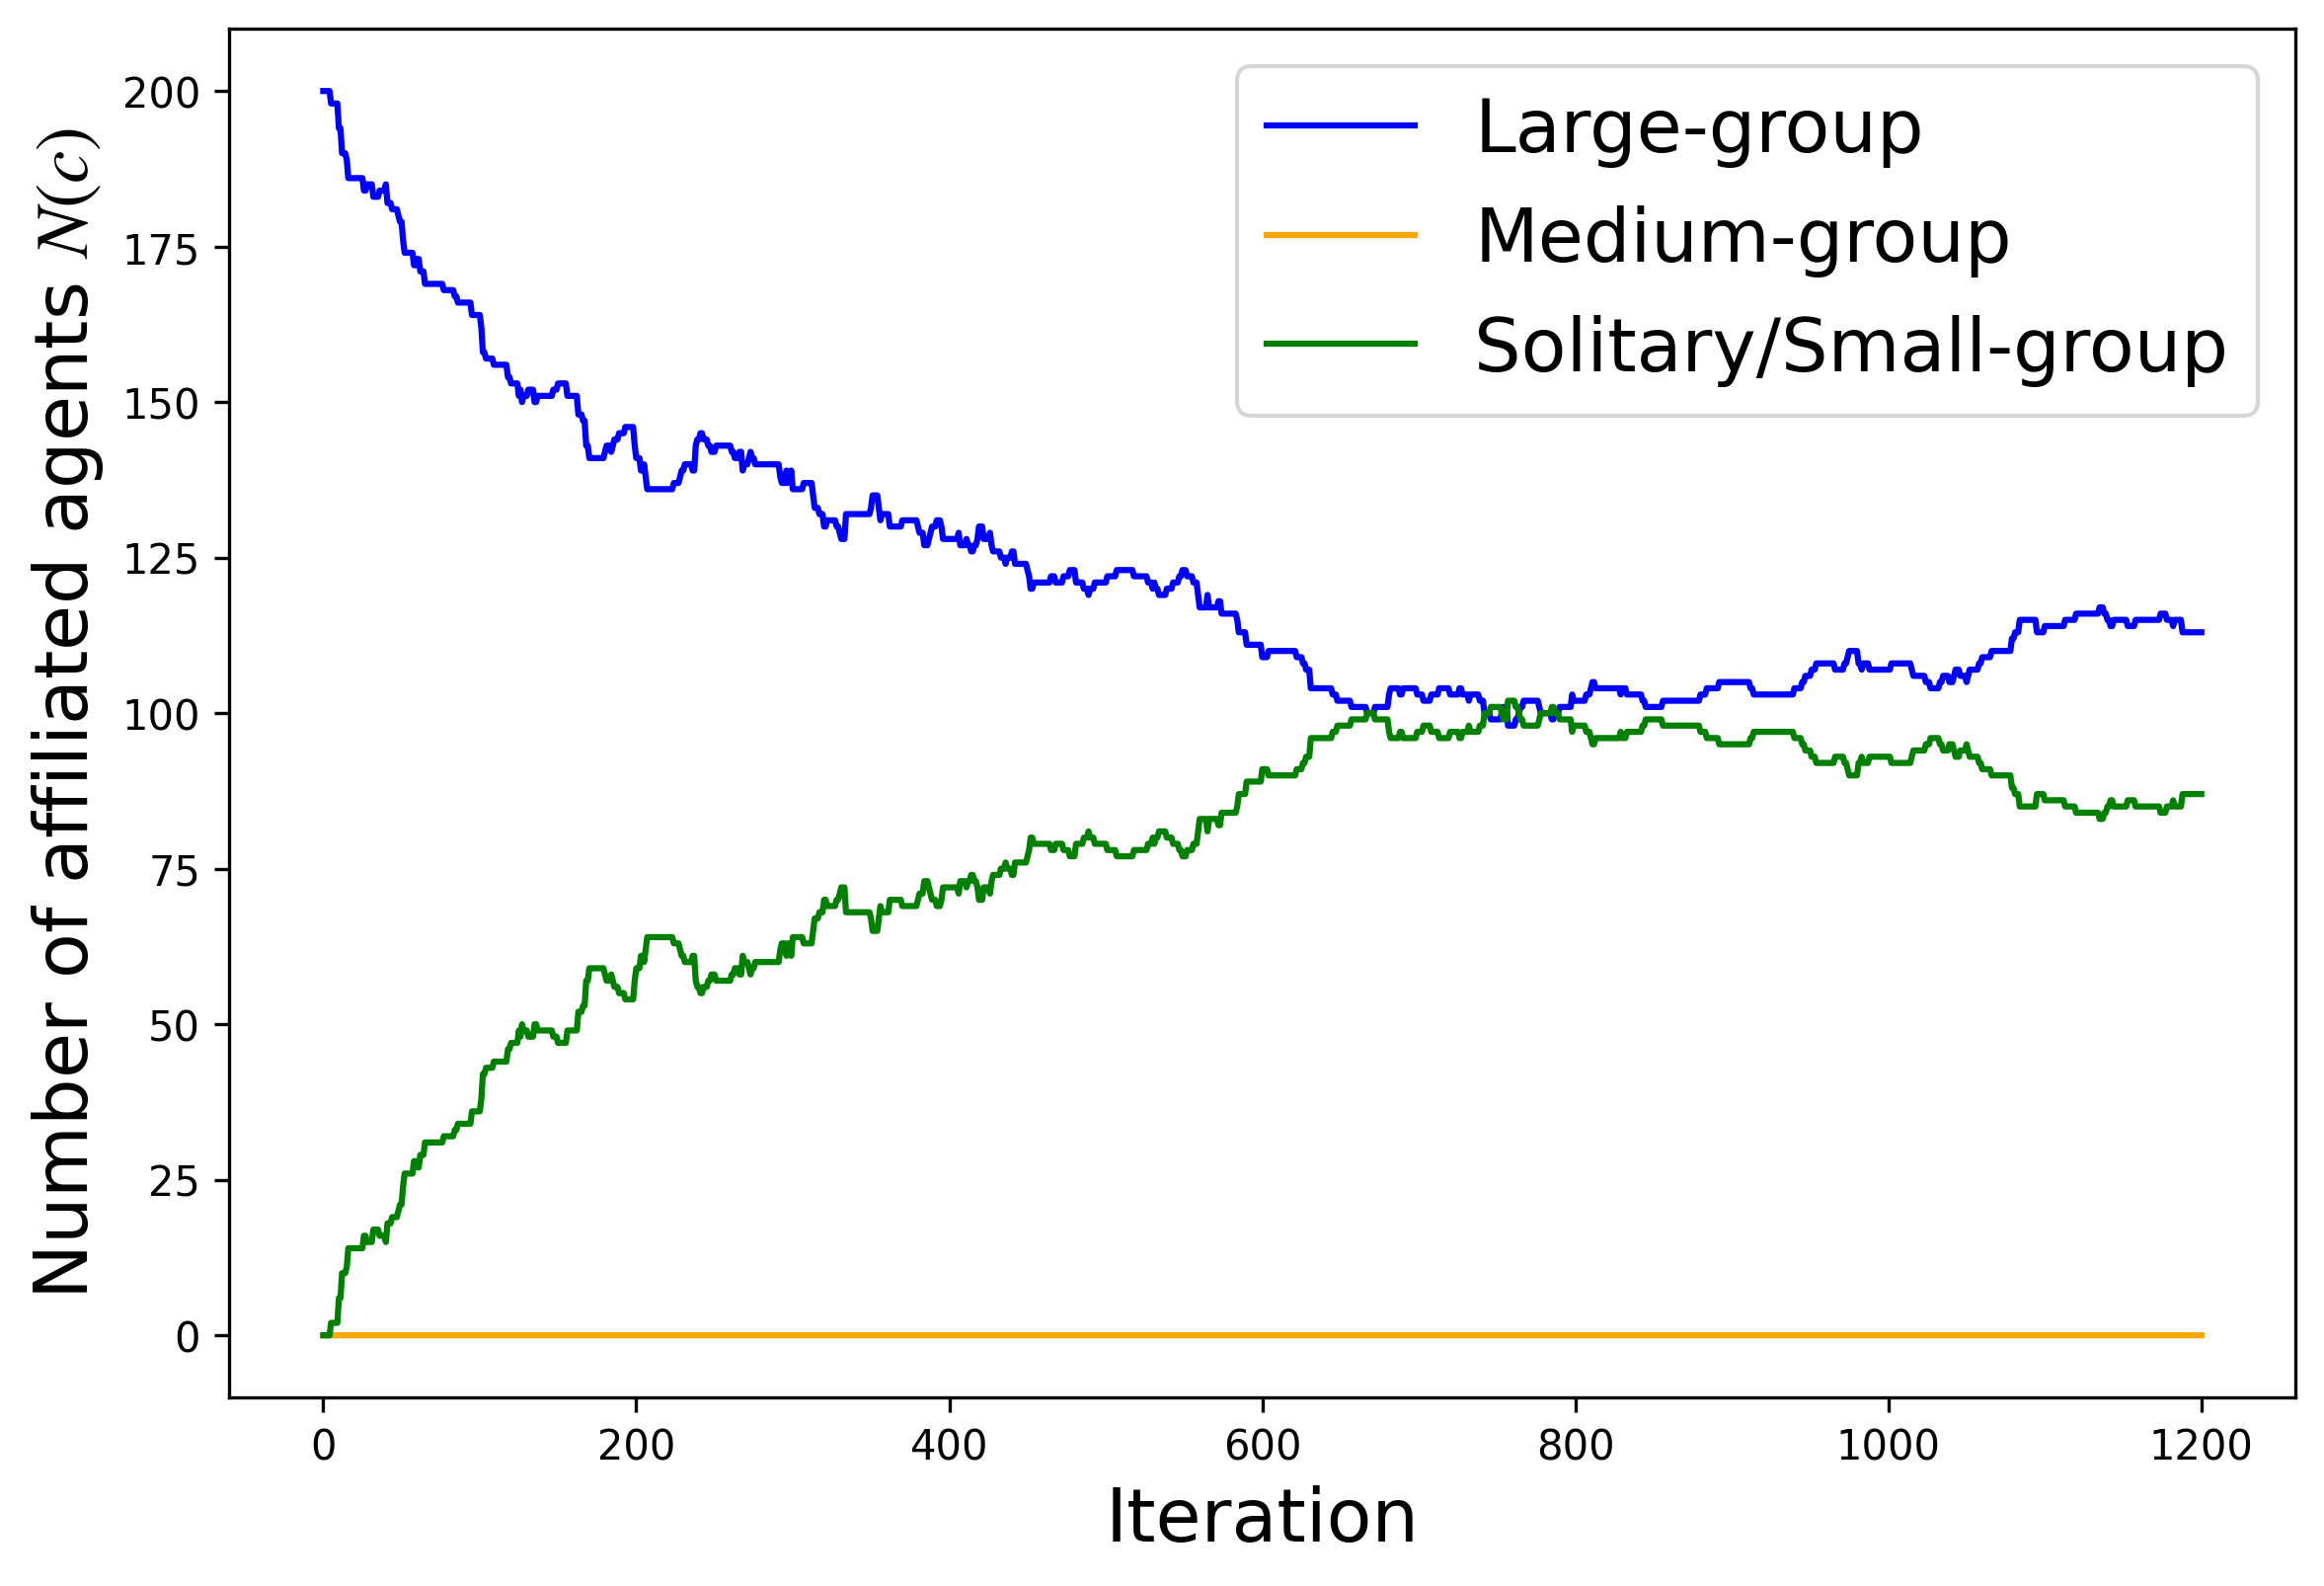 Number of affiliated agents N(c)
200
175
150
125
100
75
50
25
0
Large-group
Medium-group
Solitary/Small-group
0 200 400 600 800 1000 1200
Iteration